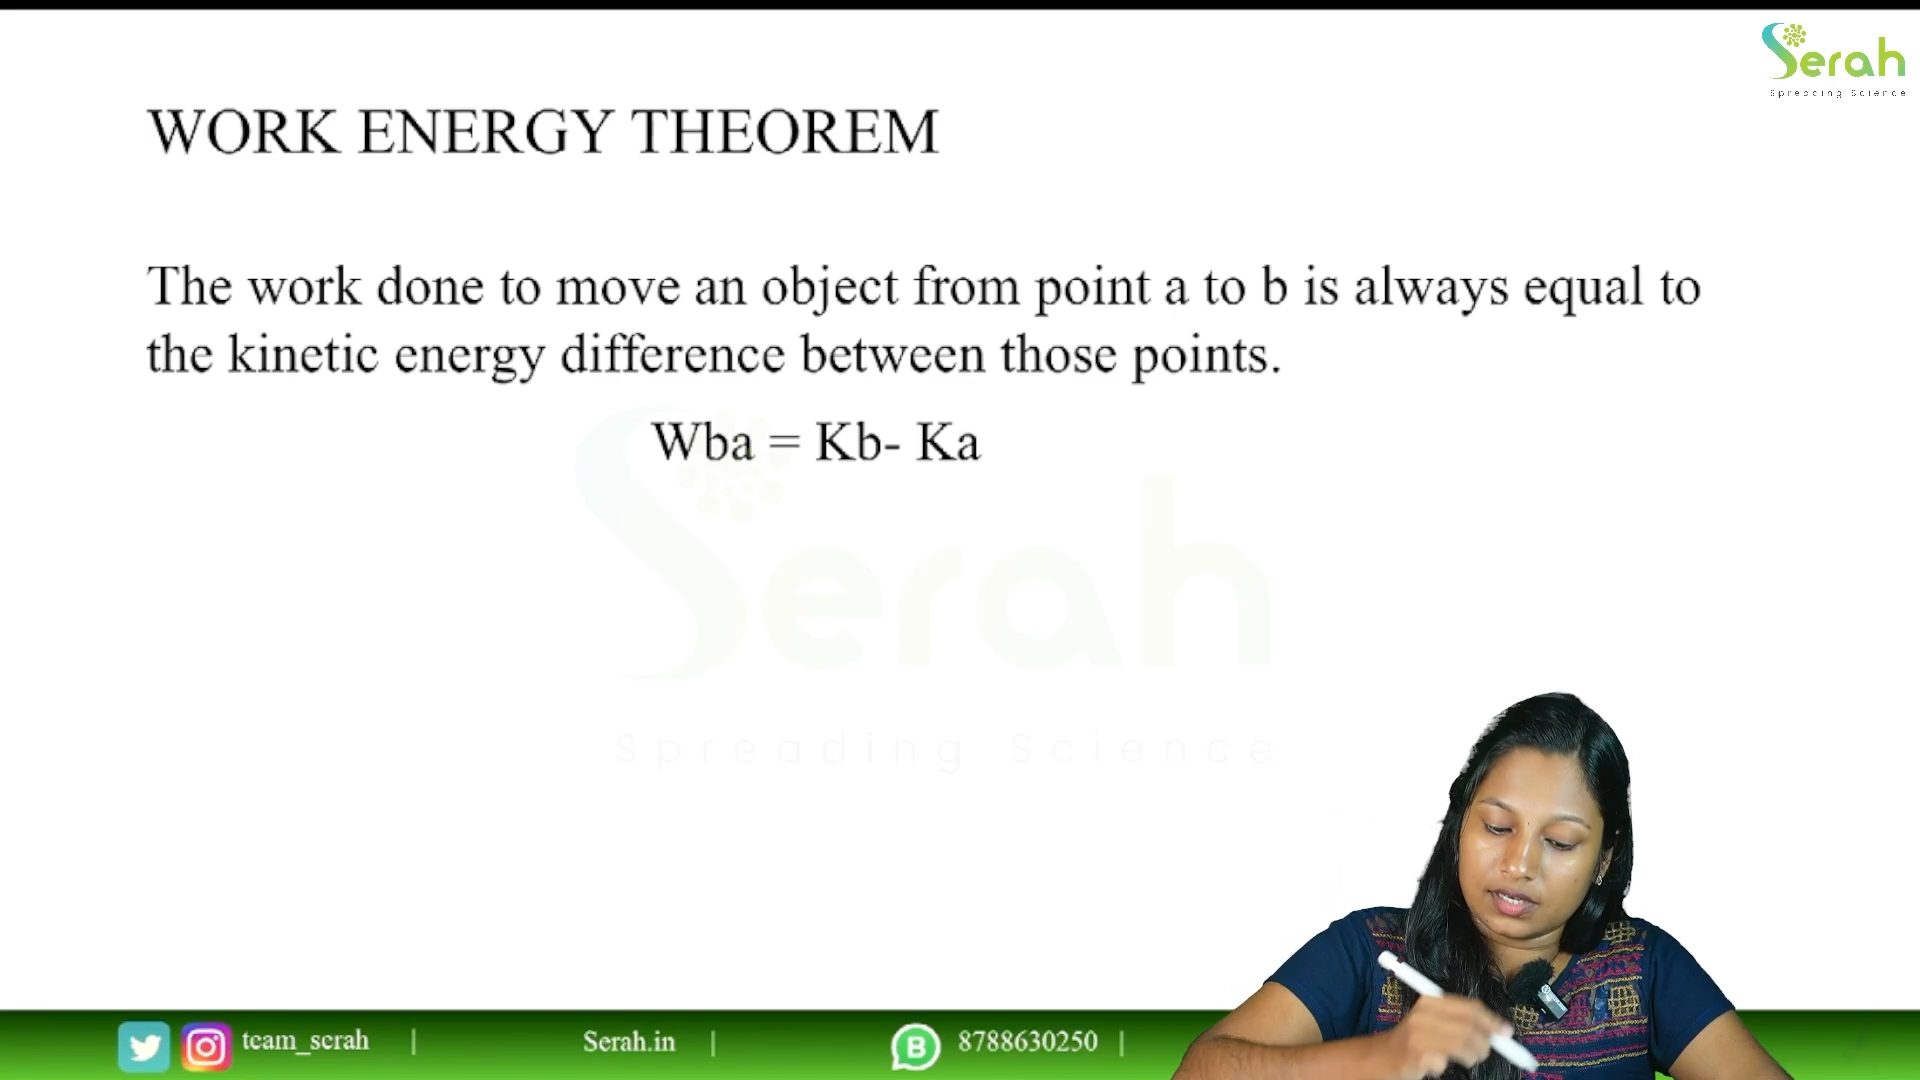 Serah
Spreading Science
WORK ENERGY THEOREM
The work done to move an object from point a to b is always equal to
the kinetic energy difference between those points.
Wba = Kb- Ka
Serah
Spreading Science
team_serah | Serah.in | 8788630250 |